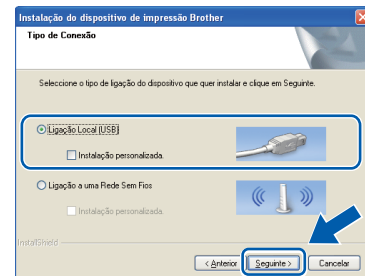 Instalação do dispositivo de impressão Brother
Tipo de Conexão
Seleccione o tipo de ligação do dispositivo que quer instalar e clique em Seguinte.
Ligação Local (USB)
Instalação personalizada.
Ligação a uma Rede Sem Fios
Instalação personalizada.
InstallShield
< Anterior Seguinte > Cancelar